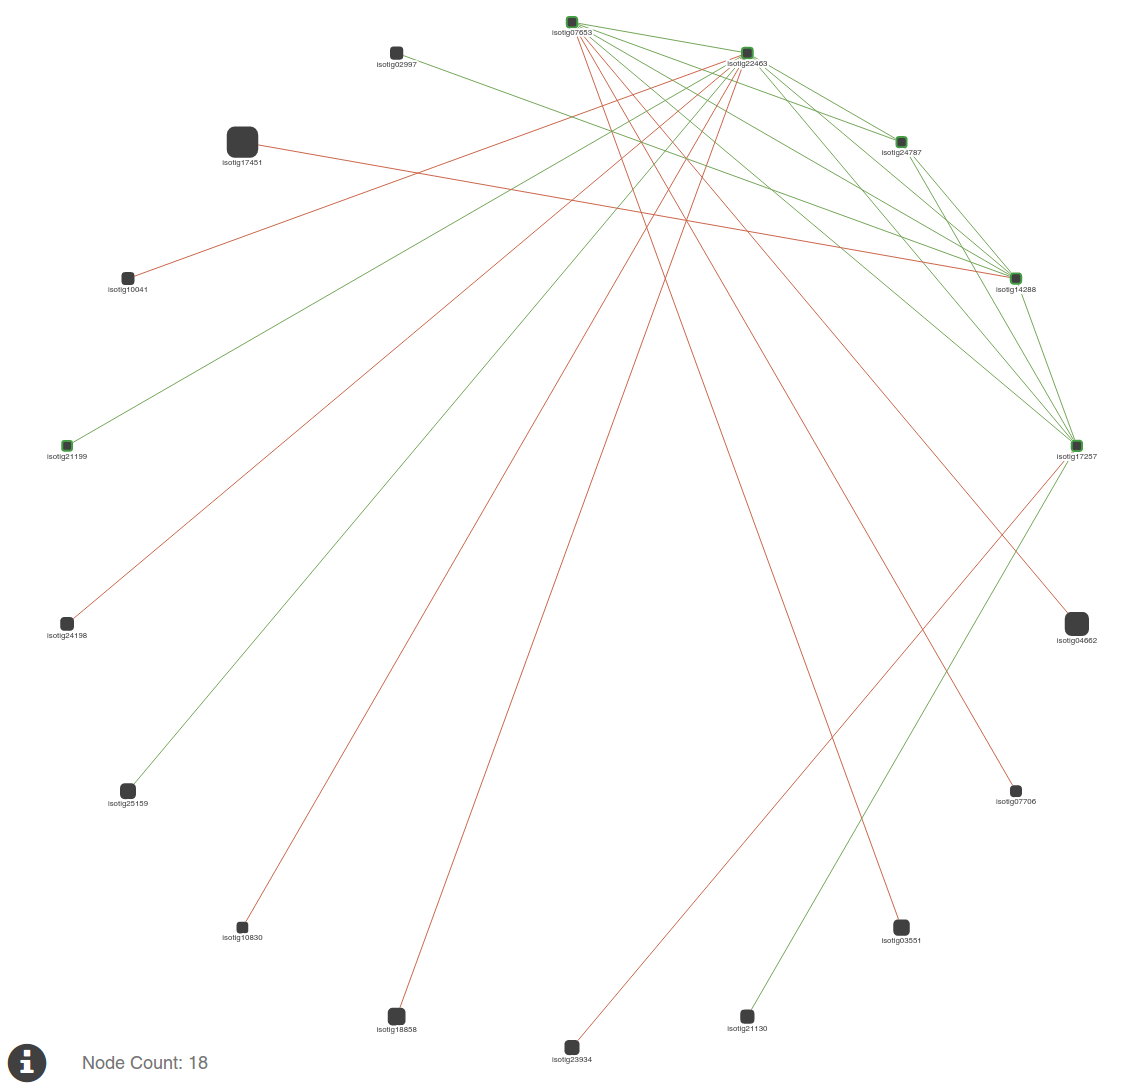 isotig07653
isotig02997
isotig22463
isotig24787
isotig17451
isotig10041
isotig14288
isotig21199
isotig17257
isotig24198
isotig04662
isotig25159
isotig07706
isotig10830
isotig03551
isotig18858
isotig21130
isotig23934
Node Count: 18